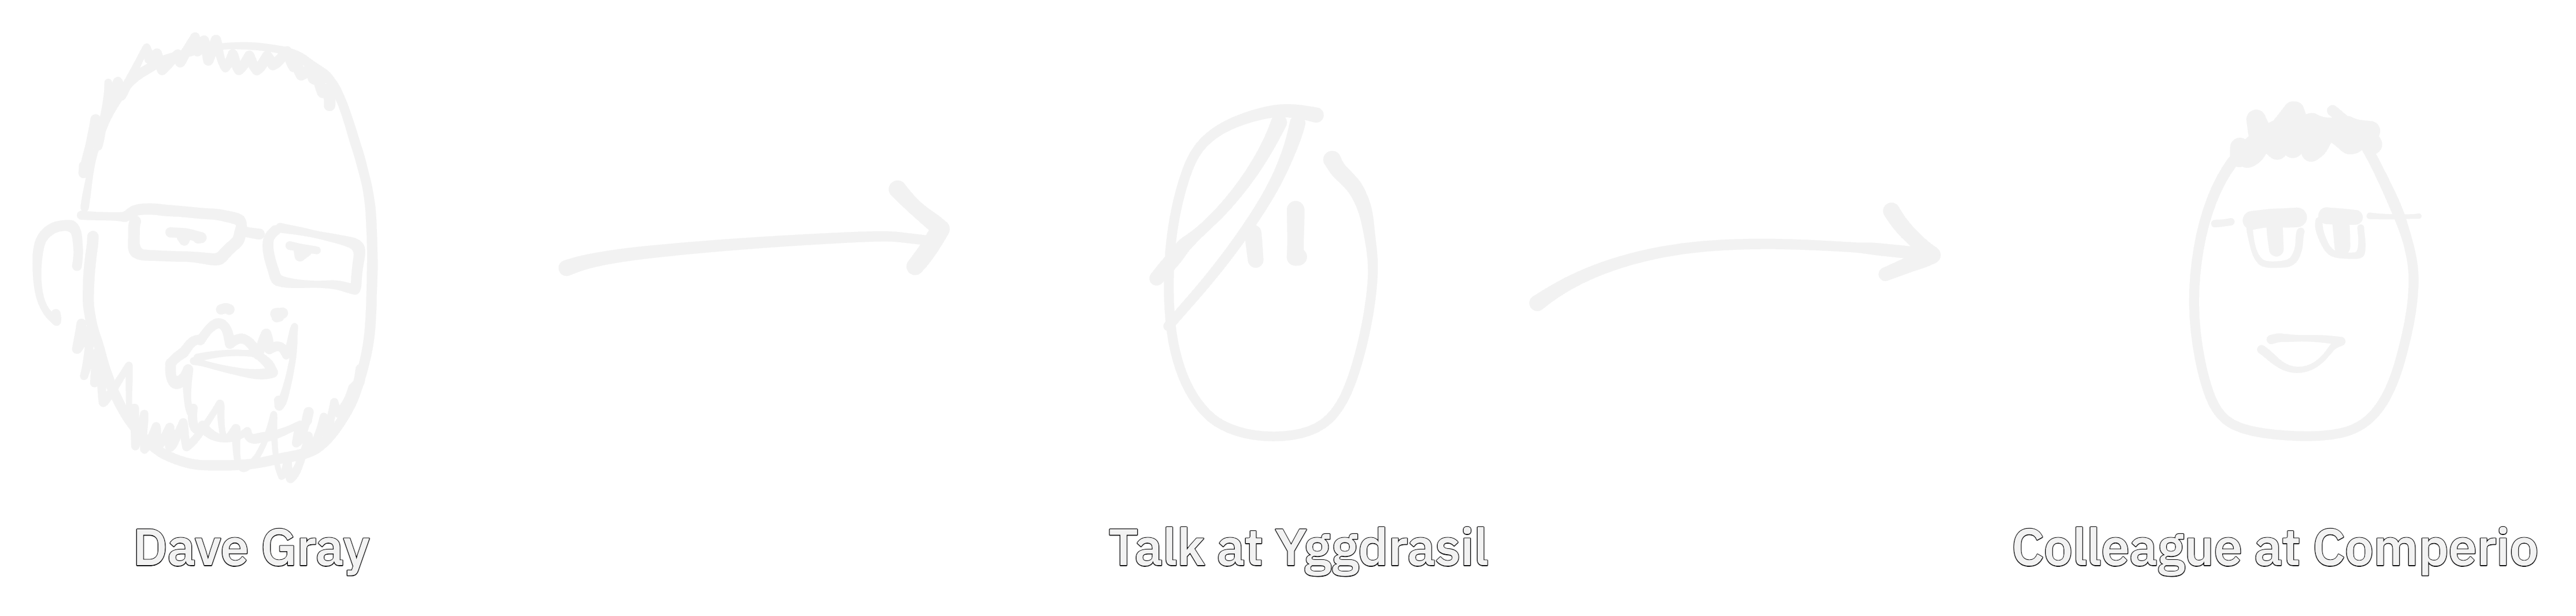 Dave Gray
Talk at Yggdrasil
Colleague at Comperio